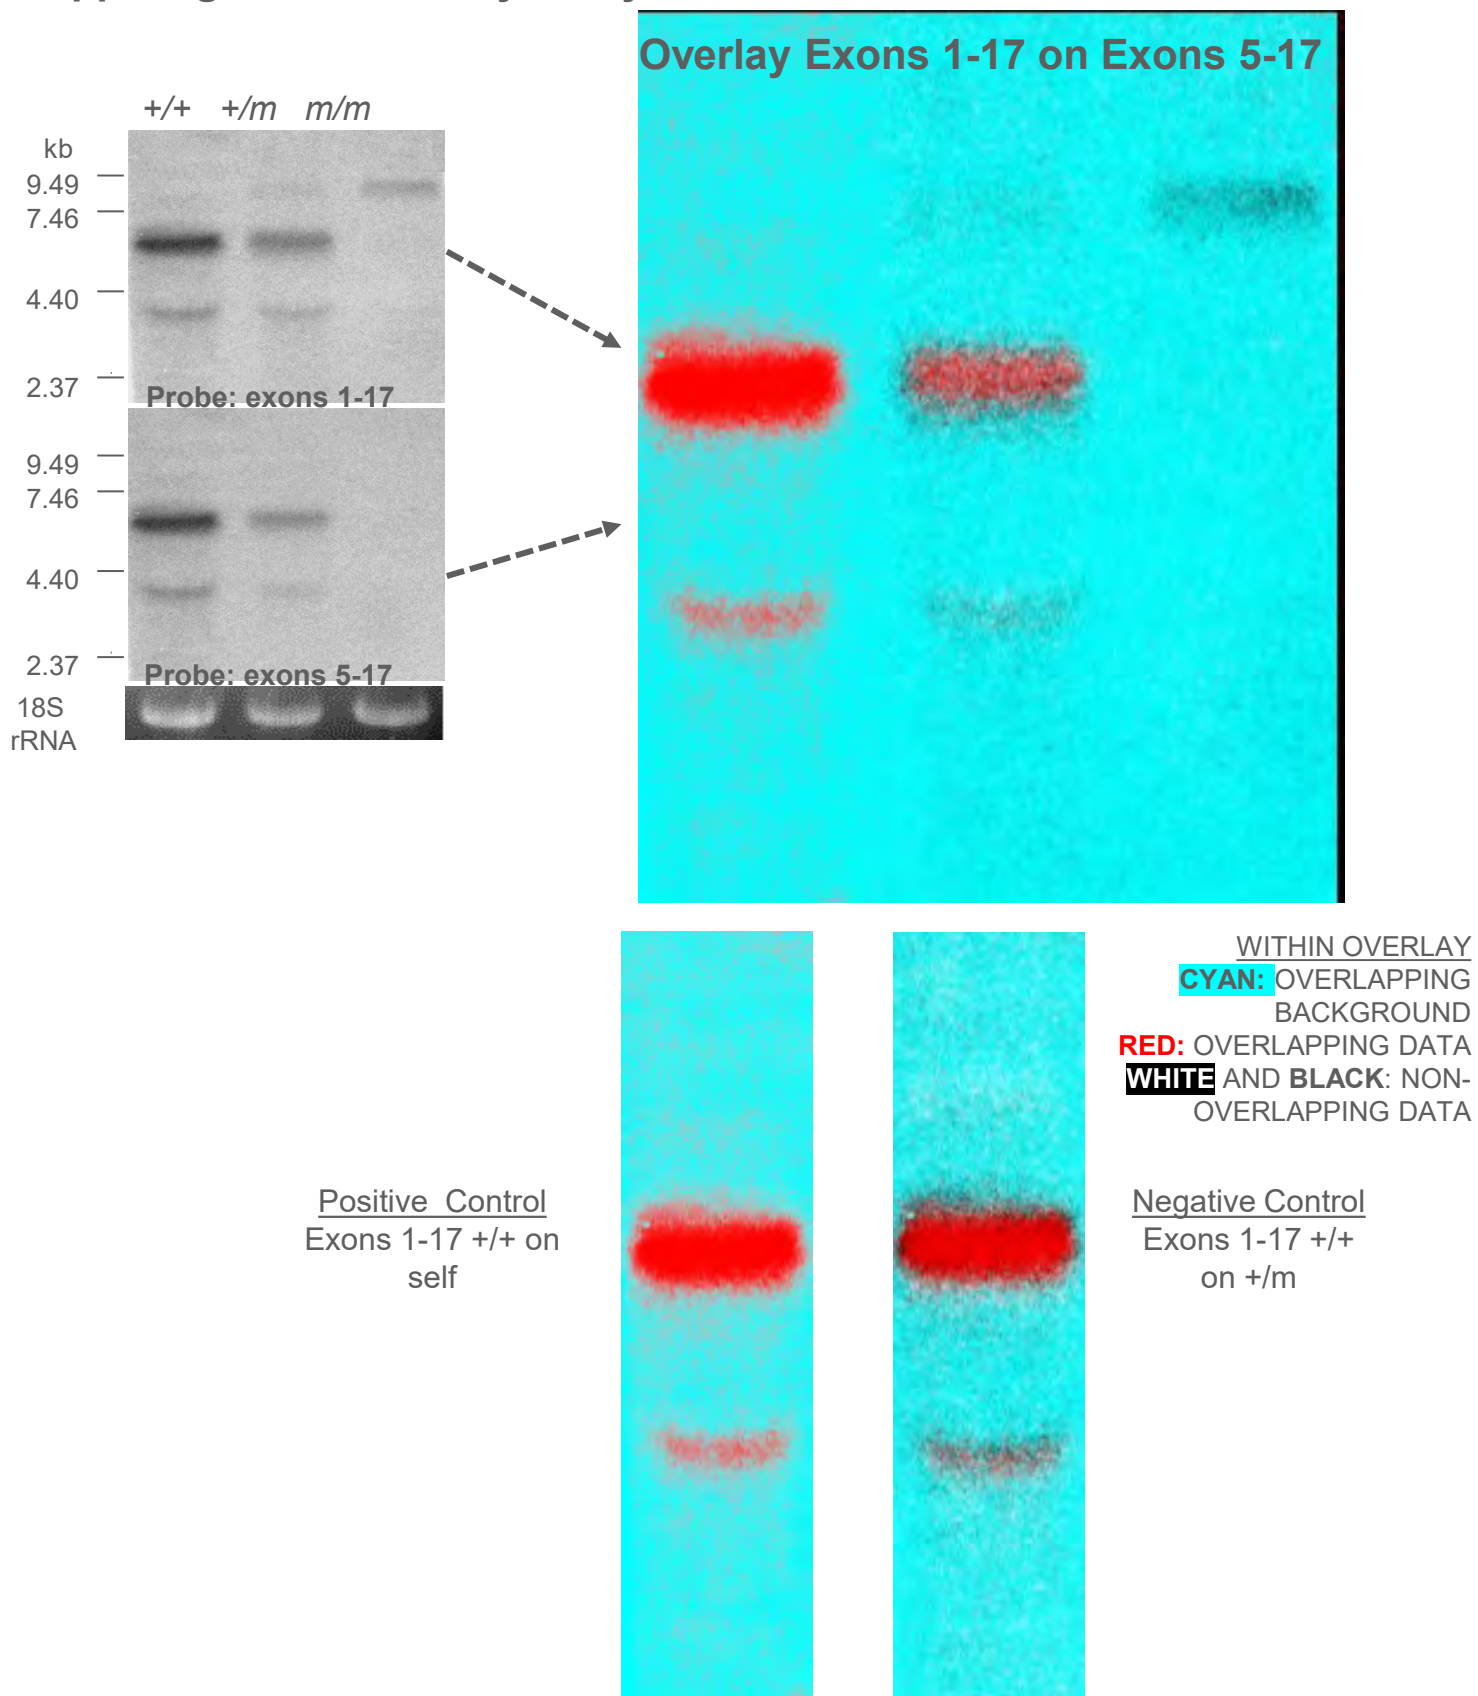 Overlay Exons 1-17 on Exons 5-17
+/+ +/m m/m
kb
9.49
7.46
4.40
2.37
Probe: exons 1-17
9.49
7.46
4.40
2.37
Probe: exons 5-17
18S
rRNA
WITHIN OVERLAY
CYAN: OVERLAPPING
BACKGROUND
RED: OVERLAPPING DATA
WHITE AND BLACK: NON-
OVERLAPPING DATA
Positive Control
Exons 1-17 +/+ on
self
Negative Control
Exons 1-17 +/+
on +/m